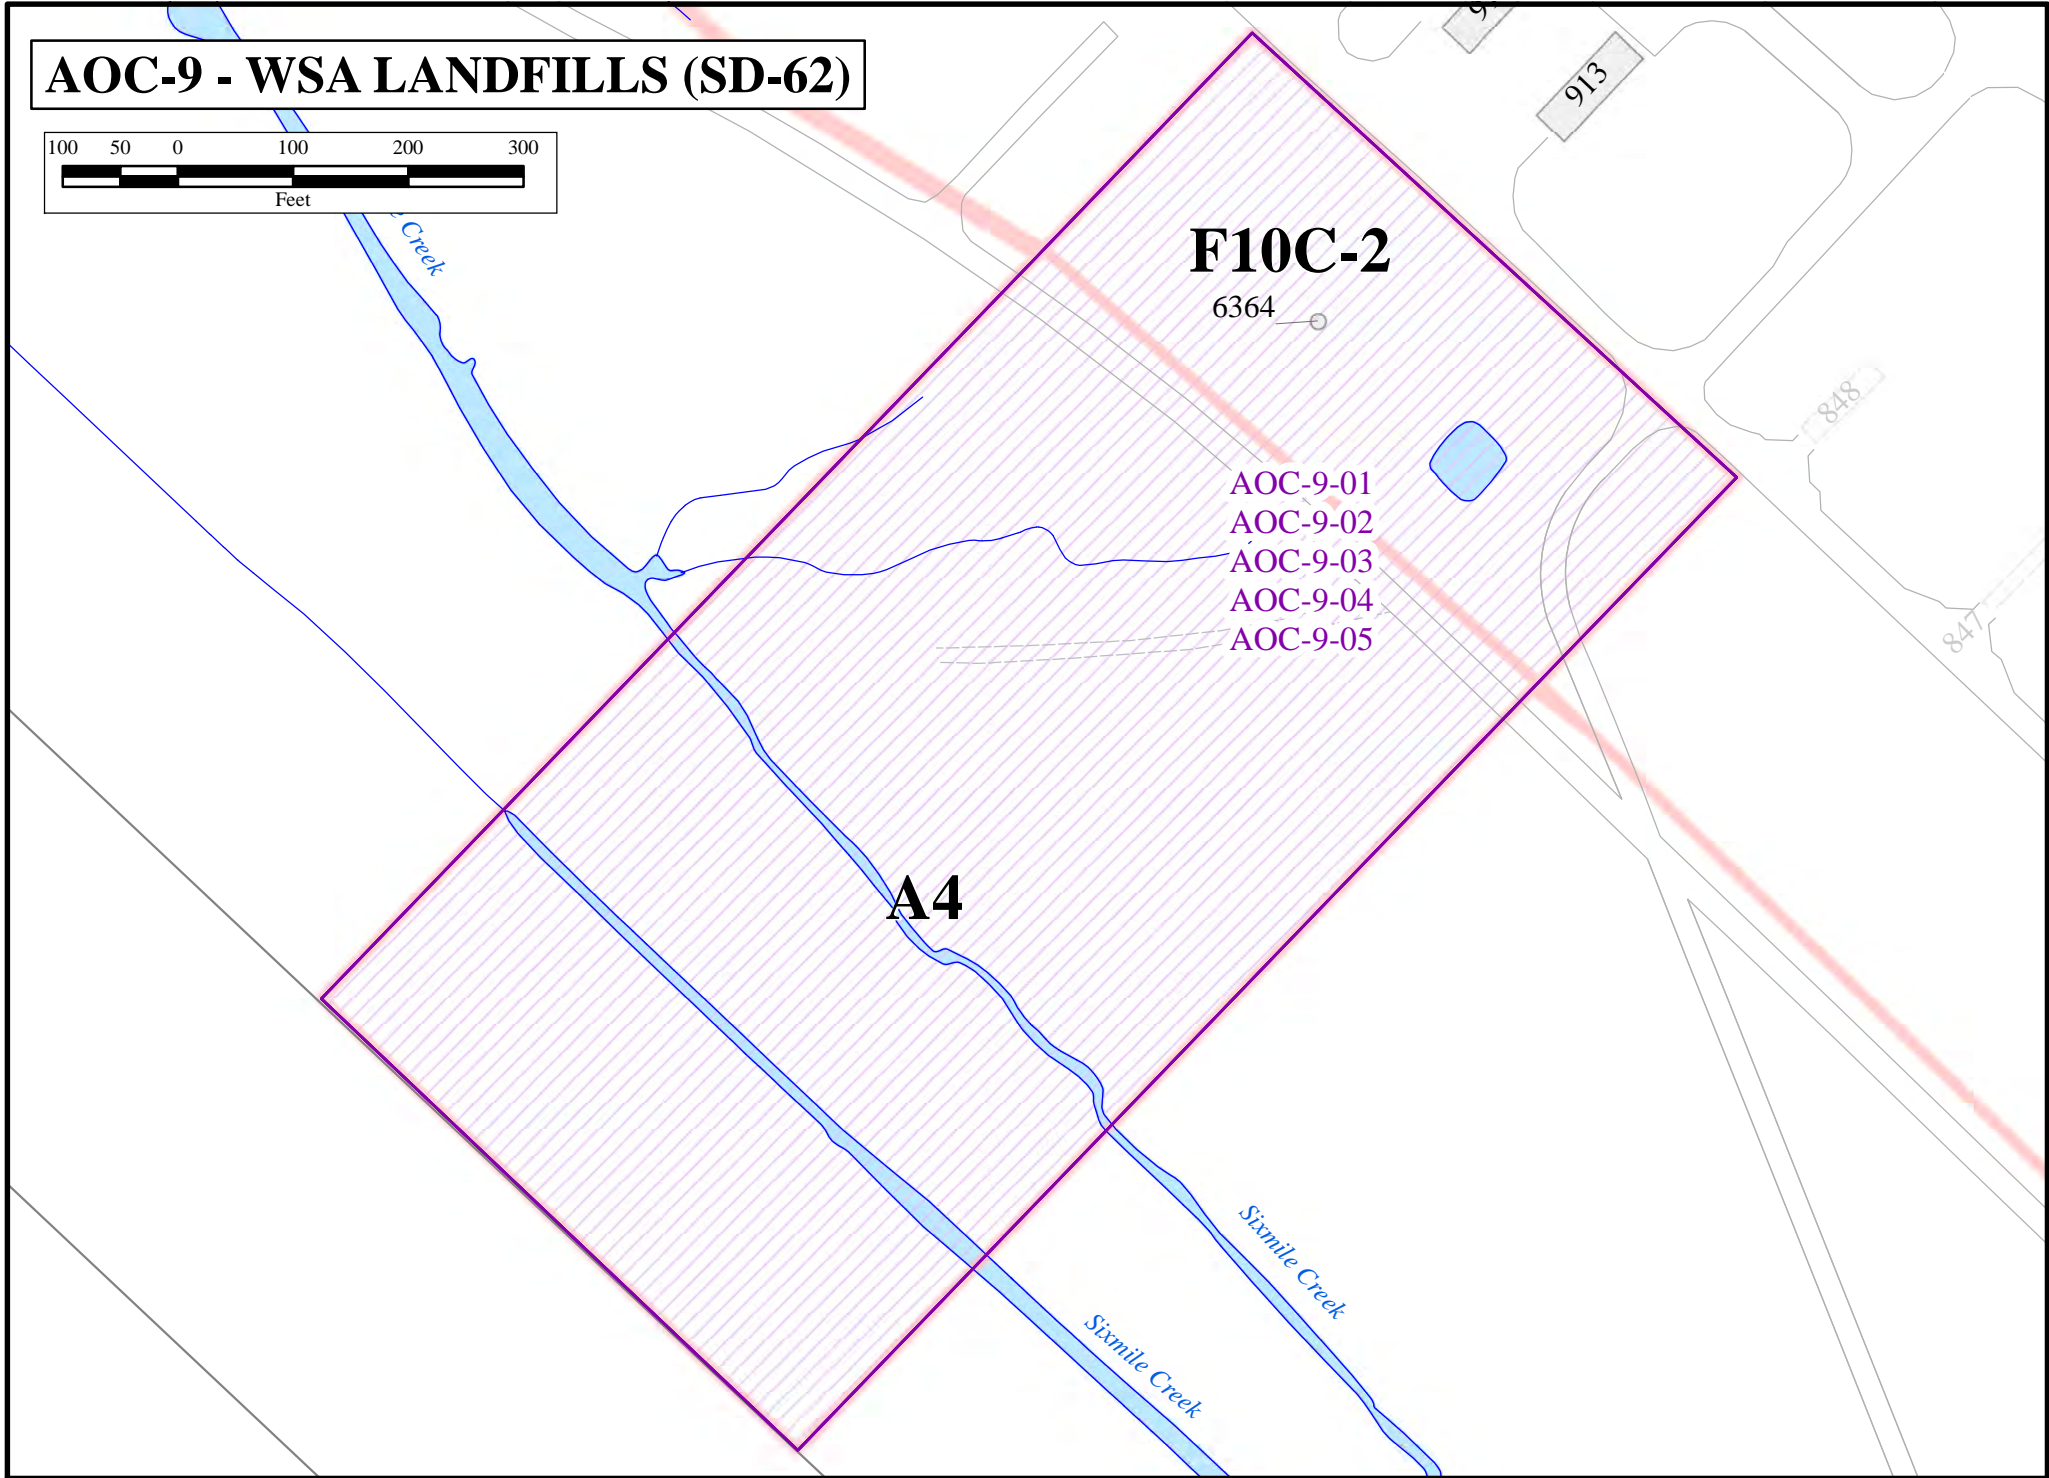 AOC-9 - WSA LANDFILLS (SD-62)
100 50 0 100 200 300
Feet
Creek
913
F10C-2
6364
848
AOC-9-01
AOC-9-02
AOC-9-03
AOC-9-04
AOC-9-05
847
A4
Sixmile Creek
Sixmile Creek